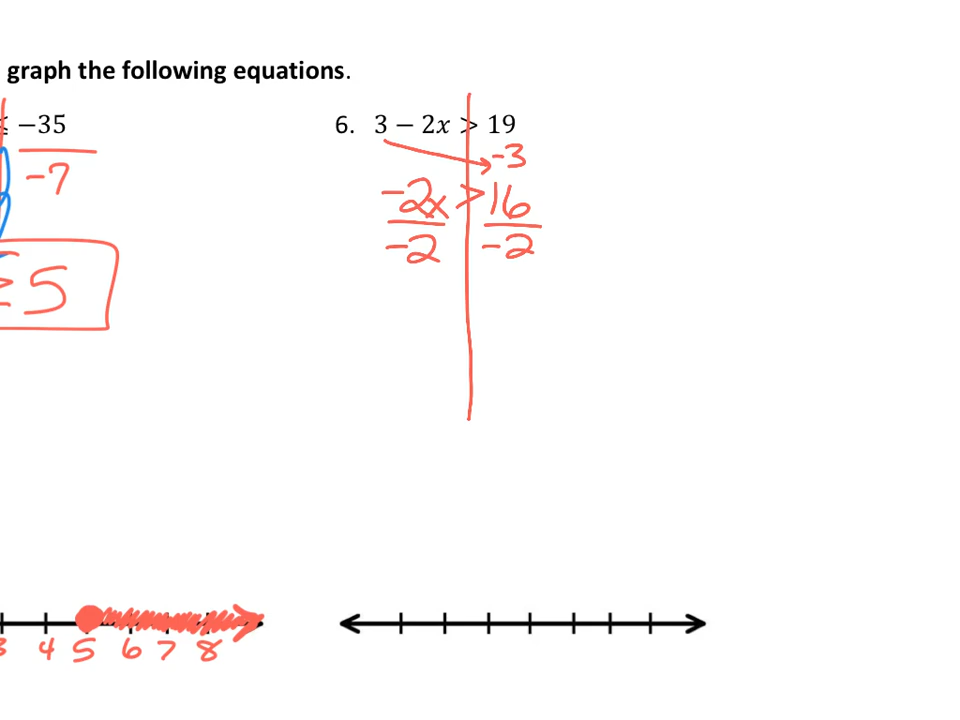 graph the following equations.
≤ −35
-7
≥ 5
6. 3 − 2x > 19
-3
-2x > 16
-2 -2
3 4 5 6 7 8